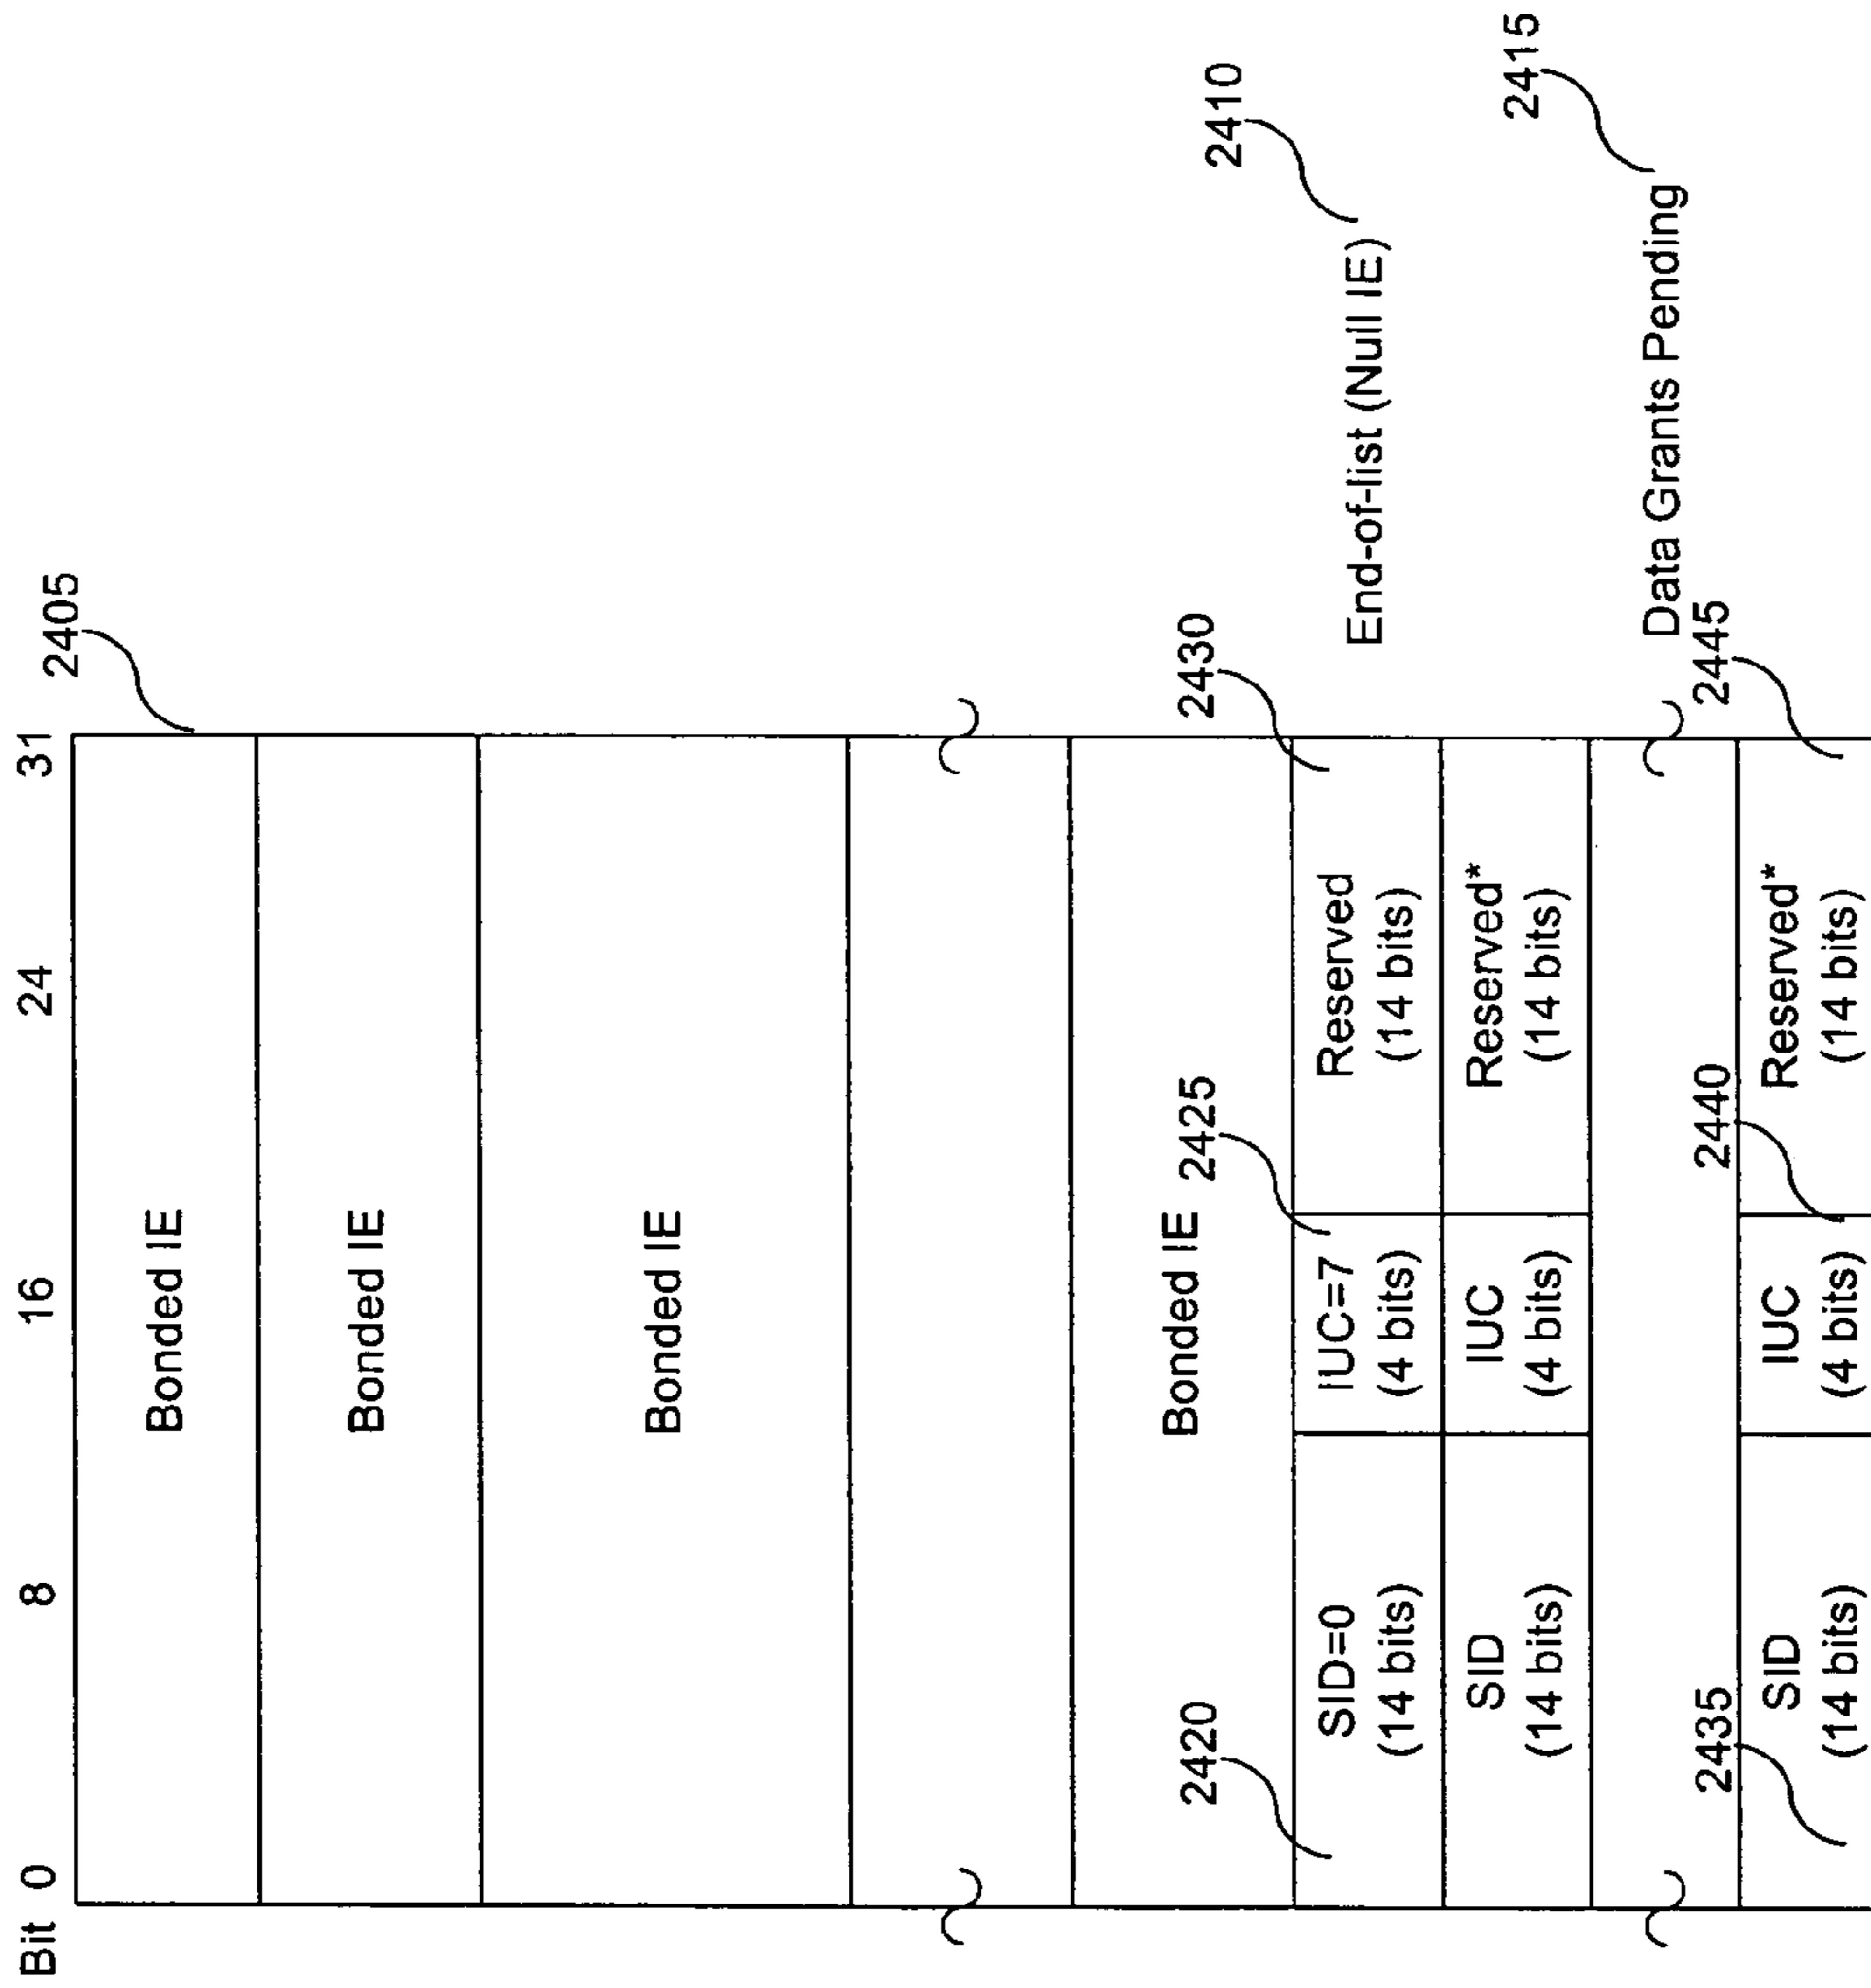 Bit 0 8 16 24 31
2405
Bonded IE
Bonded IE
Bonded IE
Bonded IE
2420
2425
2430
2410
SID=0
(14 bits)
IUC=7
(4 bits)
Reserved
(14 bits)
End-of-list (Null IE)
SID
(14 bits)
IUC
(4 bits)
Reserved*
(14 bits)
2415
Data Grants Pending
2435
2440
2445
SID
(14 bits)
IUC
(4 bits)
Reserved*
(14 bits)